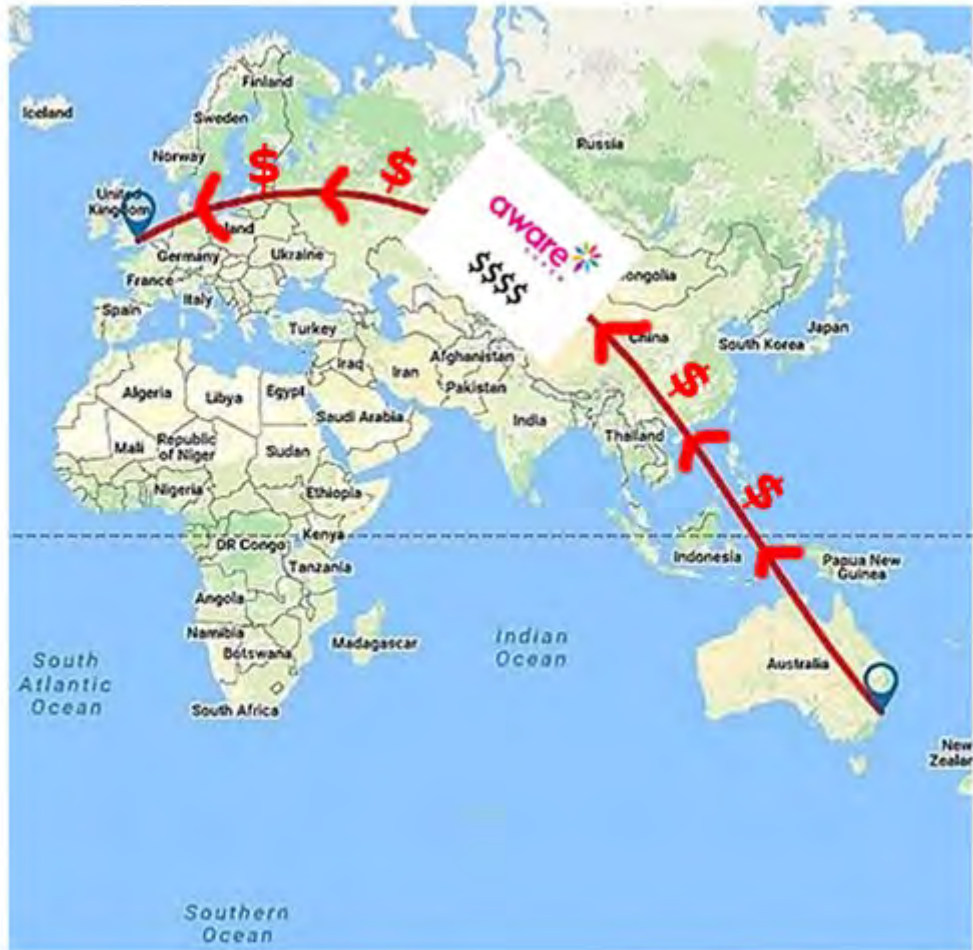 Iceland
Finland
Sweden
Norway
Russia
$
$
United
Kingdom
land
Germany
Ukraine
France
Italy
Spain
Turkey
aware
$$$$
ongolia
China
South Korea
Japan
Afghanistan
Iraq
Iran
Pakistan
Algeria
Libya
Egypt
Saudi Arabia
India
$
Thailand
Mali
Republic
of Niger
Sudan
Nigeria
Ethiopia
$
DR Congo
Kenya
Tanzania
Indonesia
Papua New
Guinea
Angola
Namibia
Botswana
Madagascar
Indian
Ocean
South
Atlantic
Ocean
Australia
South Africa
New
Zealan
Southern
Ocean